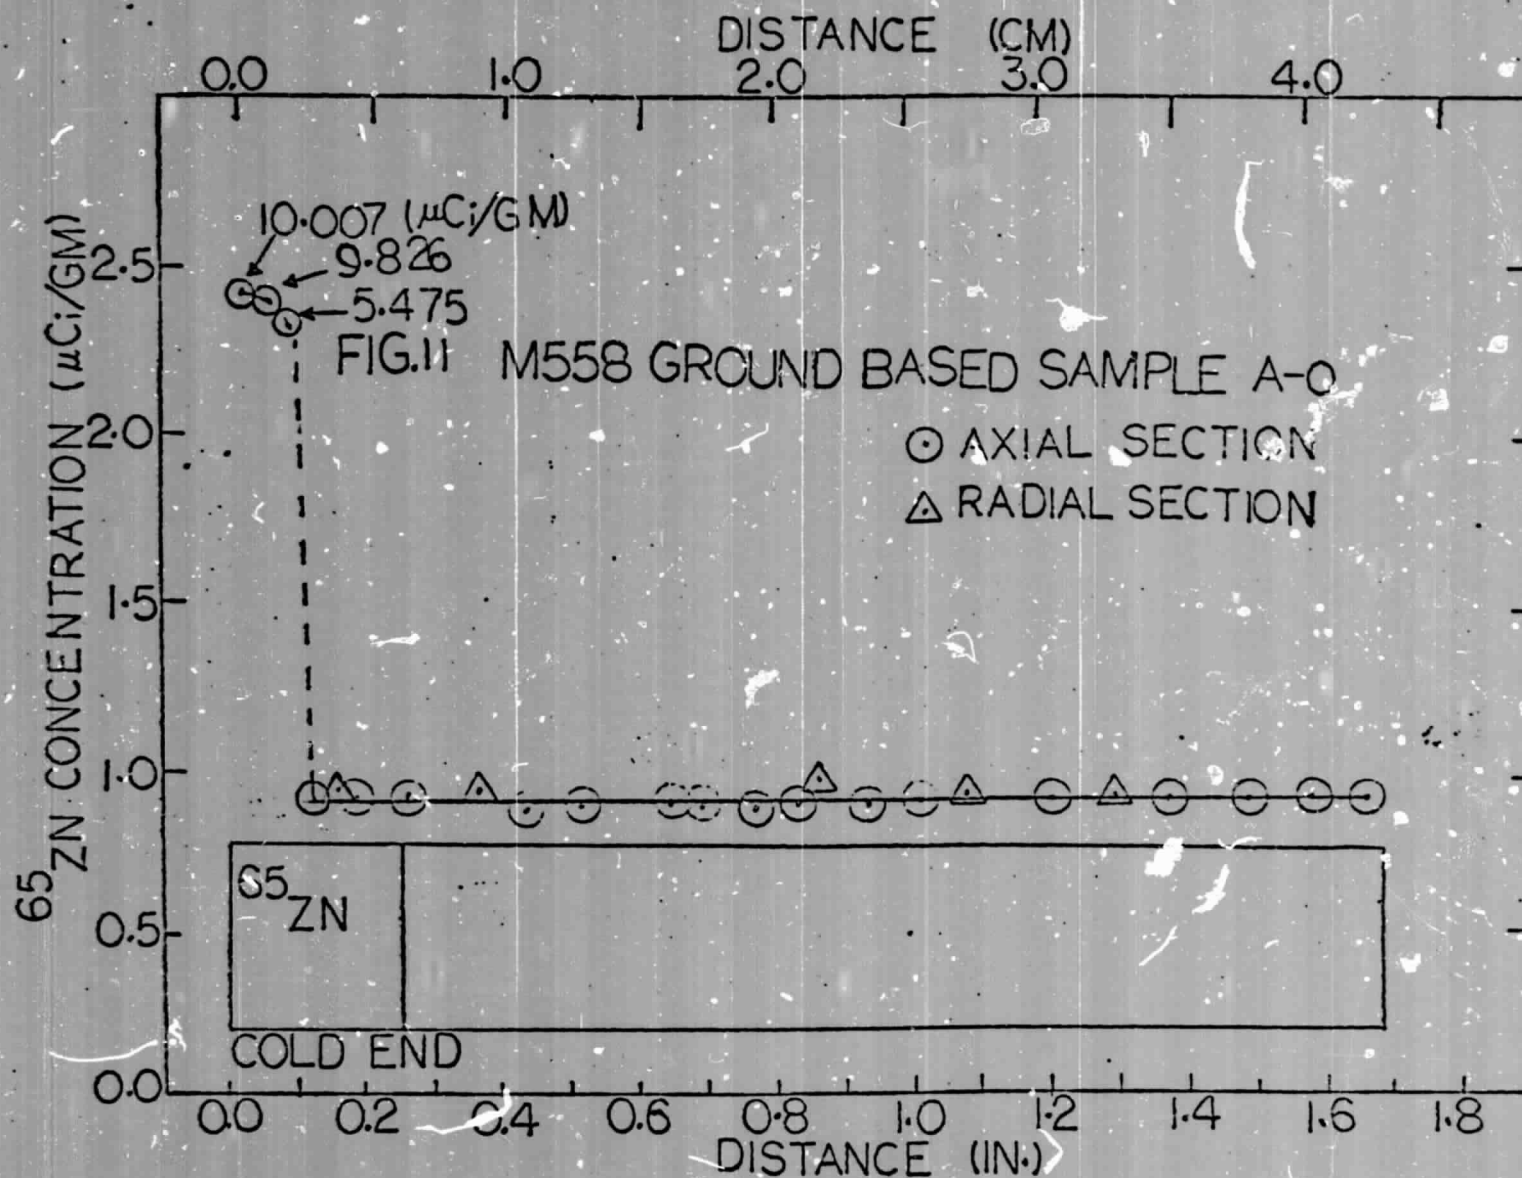 DISTANCE (CM)
0.0 1.0 2.0 3.0 4.0
10.007 (μCi/GM)
9.826
5.475
FIG.11 M558 GROUND BASED SAMPLE A-O
AXIAL SECTION
RADIAL SECTION
65ZN CONCENTRATION (μCi/GM)
2.5
2.0
1.5
1.0
0.5
0.0
65ZN
COLD END
0.0 0.2 0.4 0.6 0.8 1.0 1.2 1.4 1.6 1.8
DISTANCE (IN.)